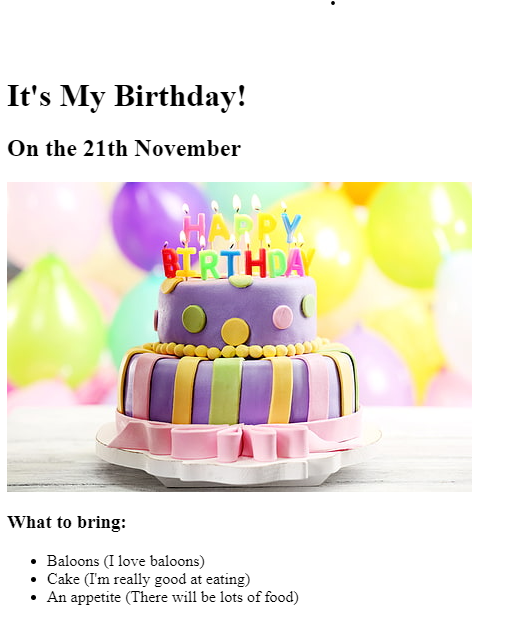 It's My Birthday!
On the 21th November
HAPPY
BIRTHDAY
What to bring:
Baloons (I love baloons)
Cake (I'm really good at eating)
An appetite (There will be lots of food)